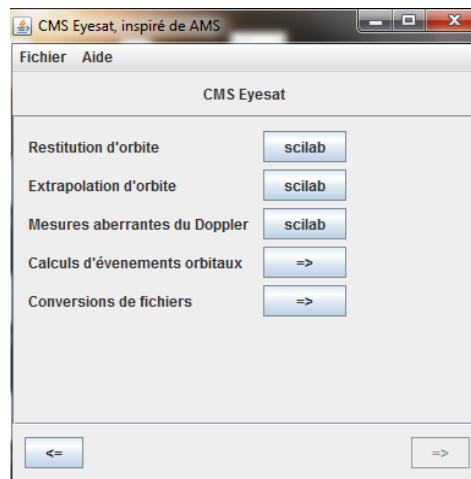 CMS Eyesat, inspiré de AMS
Fichier Aide
CMS Eyesat
Restitution d'orbite scilab
Extrapolation d'orbite scilab
Mesures aberrantes du Doppler scilab
Calculs d'évenements orbitaux =>
Conversions de fichiers =>
<= =>